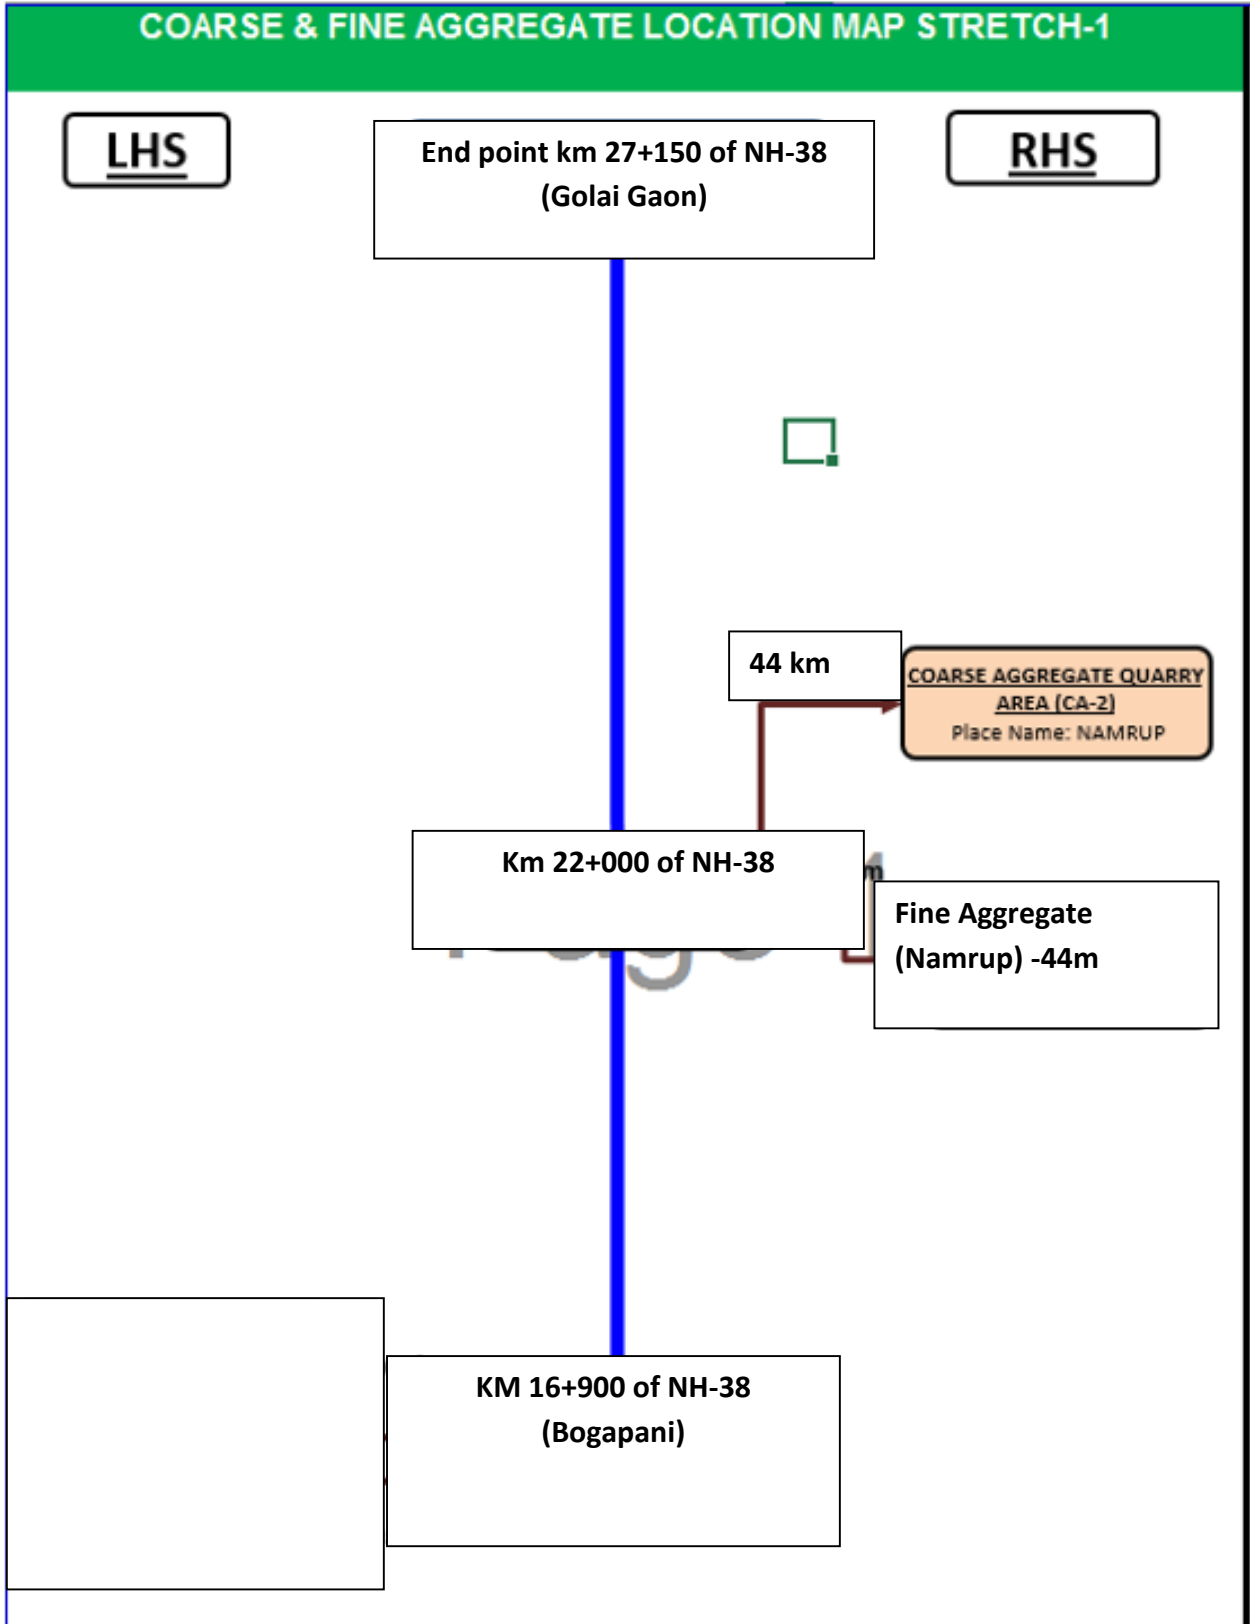 COARSE & FINE AGGREGATE LOCATION MAP STRETCH-1
LHS
End point km 27+150 of NH-38
(Golai Gaon)
RHS
44 km
COARSE AGGREGATE QUARRY
AREA (CA-2)
Place Name: NAMRUP
Km 22+000 of NH-38
Fine Aggregate
(Namrup) -44m
KM 16+900 of NH-38
(Bogapani)